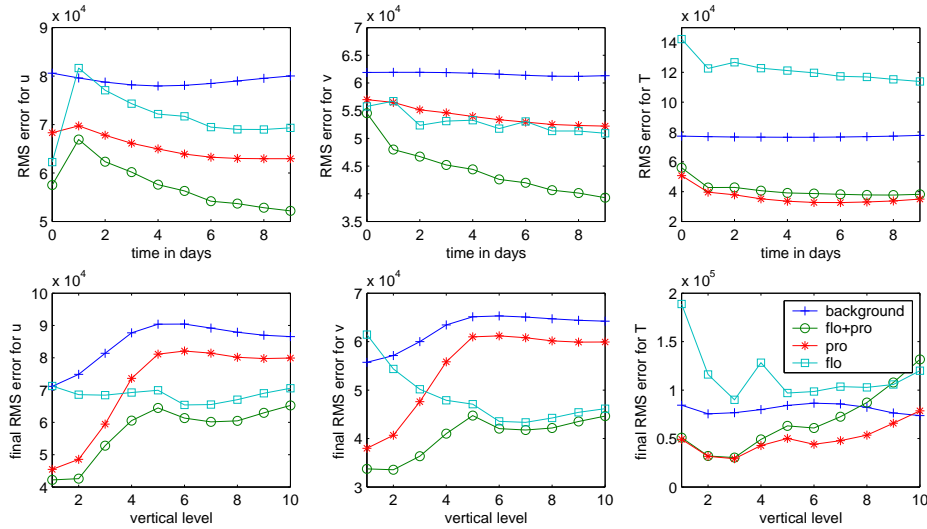 x 10^4
9
8
7
6
5
0 2 4 6 8
RMS error for u
time in days
x 10^4
7
6.5
6
5.5
5
4.5
4
3.5
0 2 4 6 8
RMS error for v
time in days
x 10^4
14
12
10
8
6
4
2
0
0 2 4 6 8
RMS error for T
time in days
x 10^4
10
9
8
7
6
5
4
2 4 6 8 10
final RMS error for u
vertical level
x 10^4
8
7
6
5
4
3
2 4 6 8 10
final RMS error for v
vertical level
x 10^5
2
1.5
1
0.5
0
2 4 6 8 10
final RMS error for T
vertical level
background
flo+pro
pro
flo